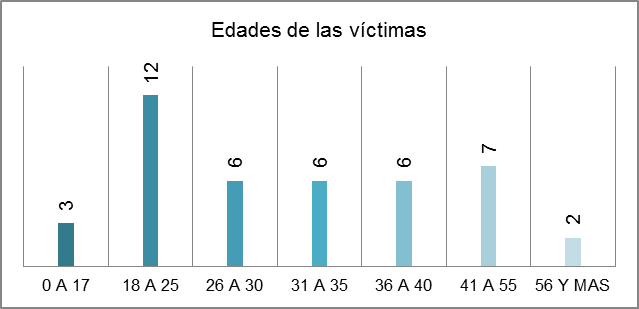 Edades de las víctimas
3
12
6
6
6
7
2
0 A 17
18 A 25
26 A 30
31 A 35
36 A 40
41 A 55
56 Y MAS